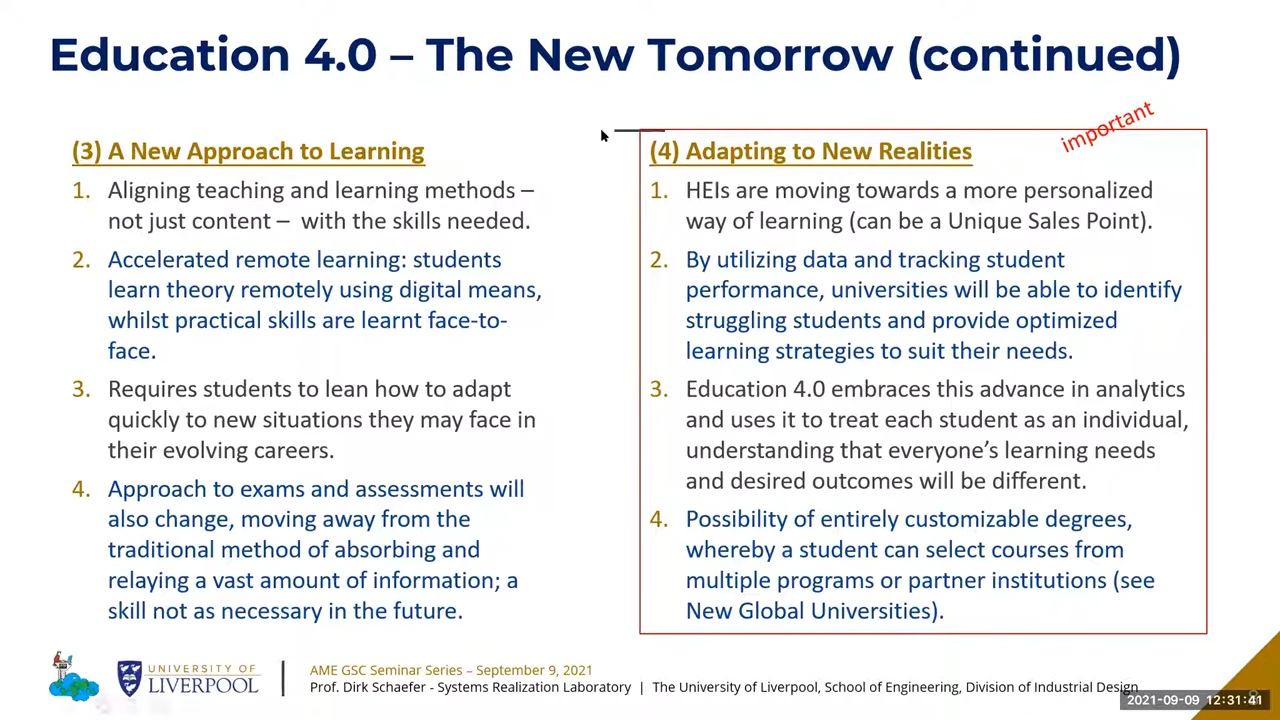 Education 4.0 – The New Tomorrow (continued)
(3) A New Approach to Learning
1. Aligning teaching and learning methods –
not just content – with the skills needed.
2. Accelerated remote learning: students
learn theory remotely using digital means,
whilst practical skills are learnt face-to-
face.
3. Requires students to lean how to adapt
quickly to new situations they may face in
their evolving careers.
4. Approach to exams and assessments will
also change, moving away from the
traditional method of absorbing and
relaying a vast amount of information; a
skill not as necessary in the future.
important
(4) Adapting to New Realities
1. HEIs are moving towards a more personalized
way of learning (can be a Unique Sales Point).
2. By utilizing data and tracking student
performance, universities will be able to identify
struggling students and provide optimized
learning strategies to suit their needs.
3. Education 4.0 embraces this advance in analytics
and uses it to treat each student as an individual,
understanding that everyone’s learning needs
and desired outcomes will be different.
4. Possibility of entirely customizable degrees,
whereby a student can select courses from
multiple programs or partner institutions (see
New Global Universities).
UNIVERSITY OF
LIVERPOOL
AME GSC Seminar Series – September 9, 2021
Prof. Dirk Schaefer - Systems Realization Laboratory | The University of Liverpool, School of Engineering, Division of Industrial Design
2021-09-09 12:31:41